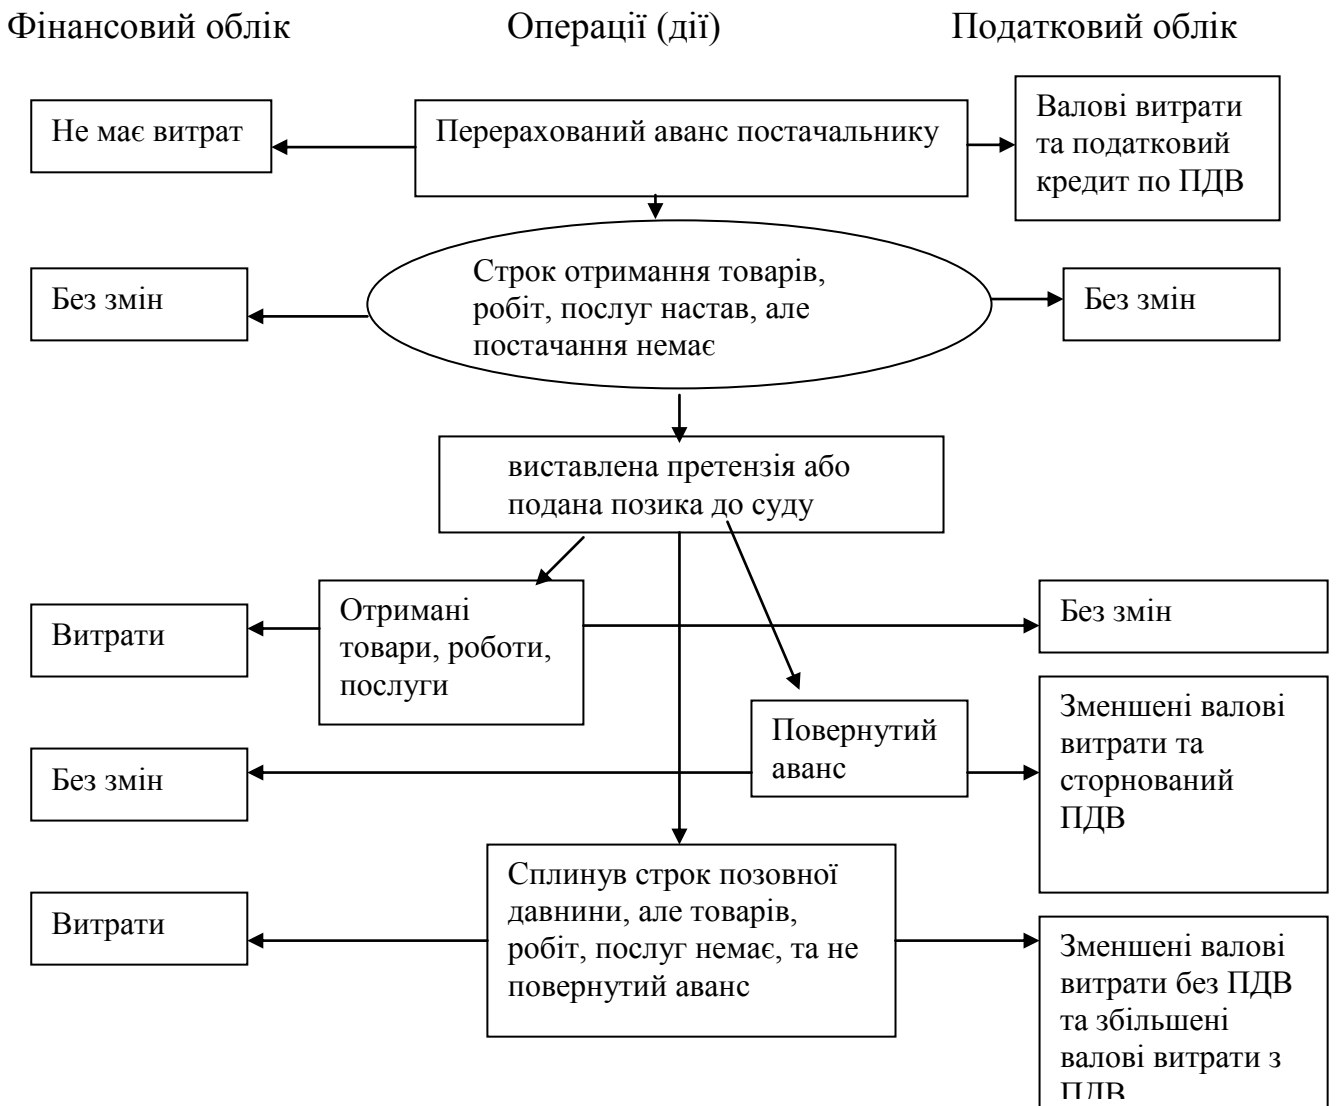 Фінансовий облік
Операції (дії)
Податковий облік
Не має витрат
Перерахований аванс постачальнику
Валові витрати
та податковий
кредит по ПДВ
Без змін
Строк отримання товарів,
робіт, послуг настав, але
постачання немає
Без змін
виставлена претензія або
подана позика до суду
Витрати
Отримані
товари, роботи,
послуги
Без змін
Без змін
Повернутий
аванс
Зменшені валові
витрати та
сторнований
ПДВ
Витрати
Сплинув строк позовної
давнини, але товарів,
робіт, послуг немає, та не
повернутий аванс
Зменшені валові
витрати без ПДВ
та збільшені
валові витрати з
ПДВ